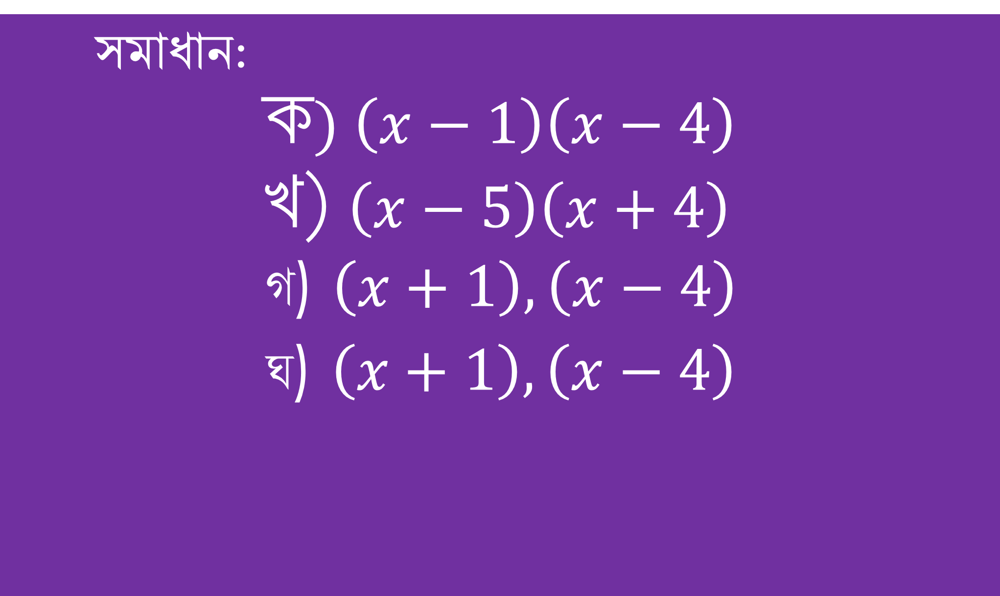 সমাধান:
ক) (x − 1)(x − 4)
খ) (x − 5)(x + 4)
গ) (x + 1), (x − 4)
ঘ) (x + 1), (x − 4)